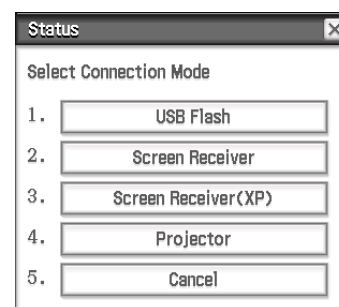 Status
Select Connection Mode
1. USB Flash
2. Screen Receiver
3. Screen Receiver(XP)
4. Projector
5. Cancel